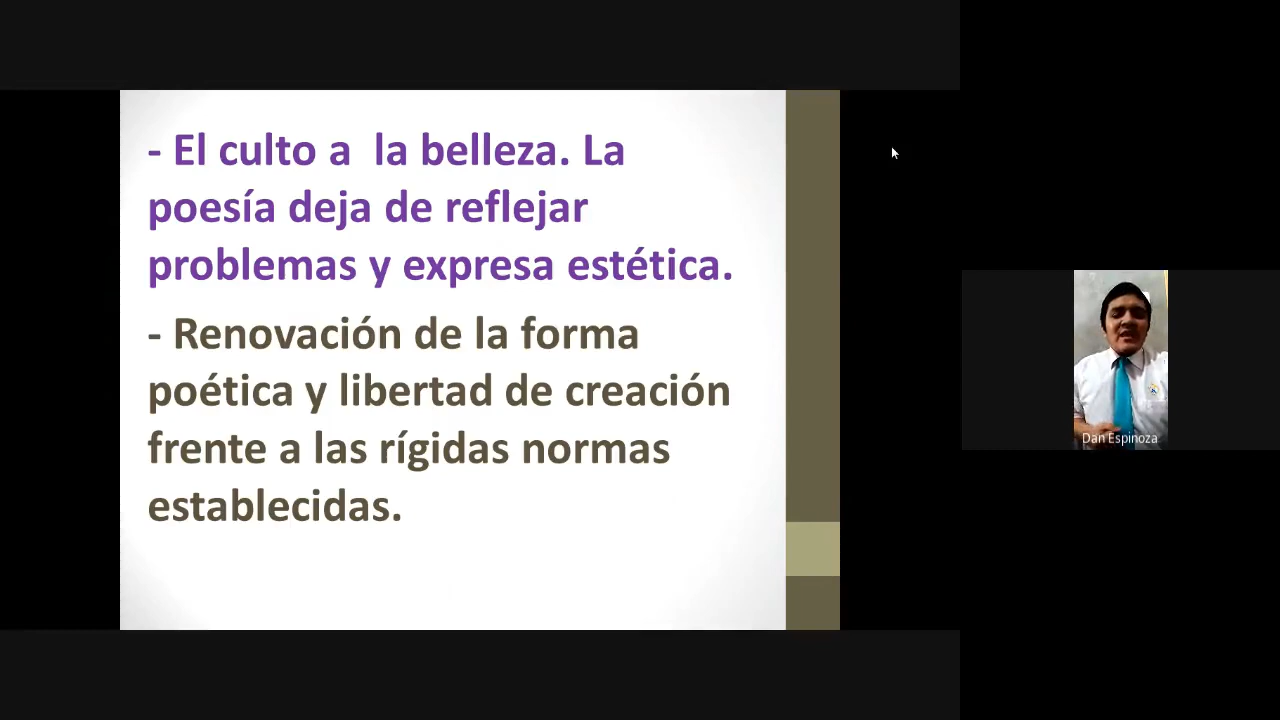 - El culto a  la belleza. La
poesía deja de reflejar
problemas y expresa estética.
- Renovación de la forma
poética y libertad de creación
frente a las rígidas normas
establecidas.
Dan Espinoza